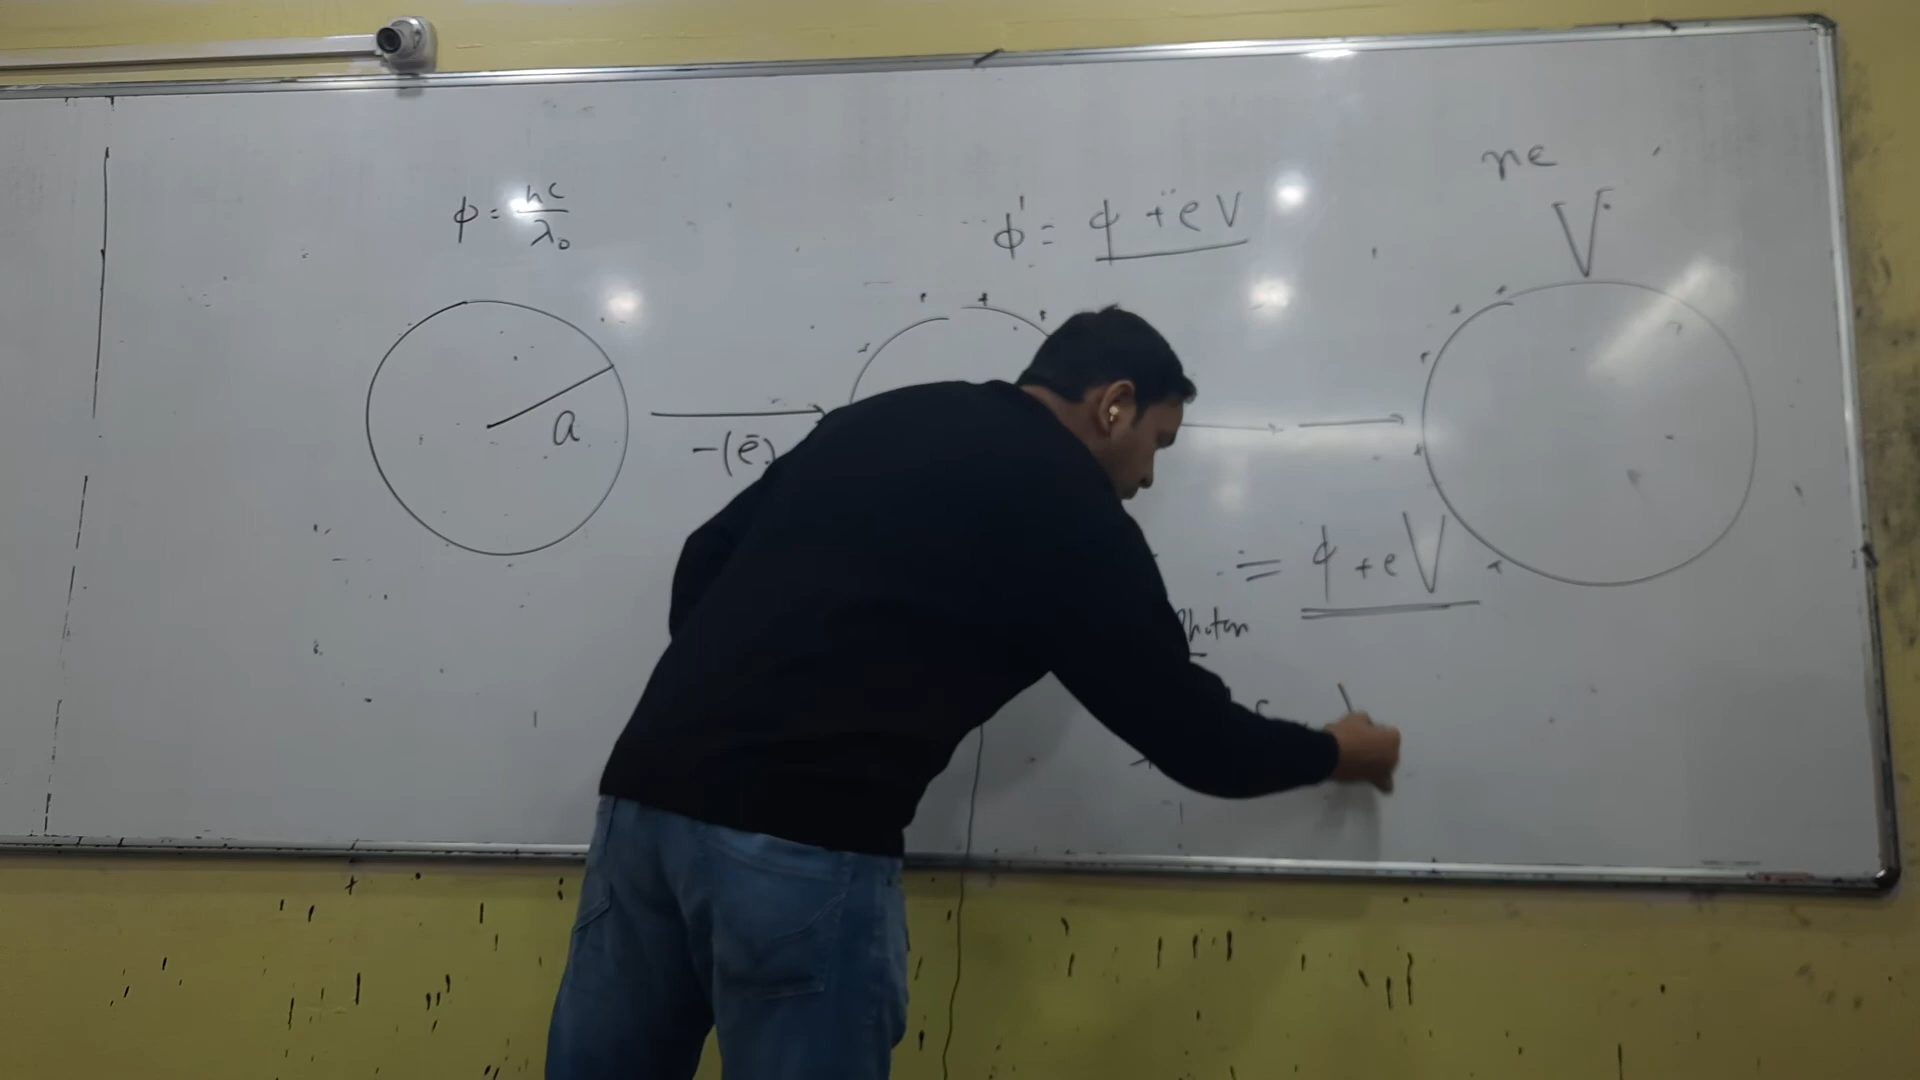 φ = hc/λ₀
φ' = φ + eV
ne
V
a
-(ē)
= φ + eV
Photon